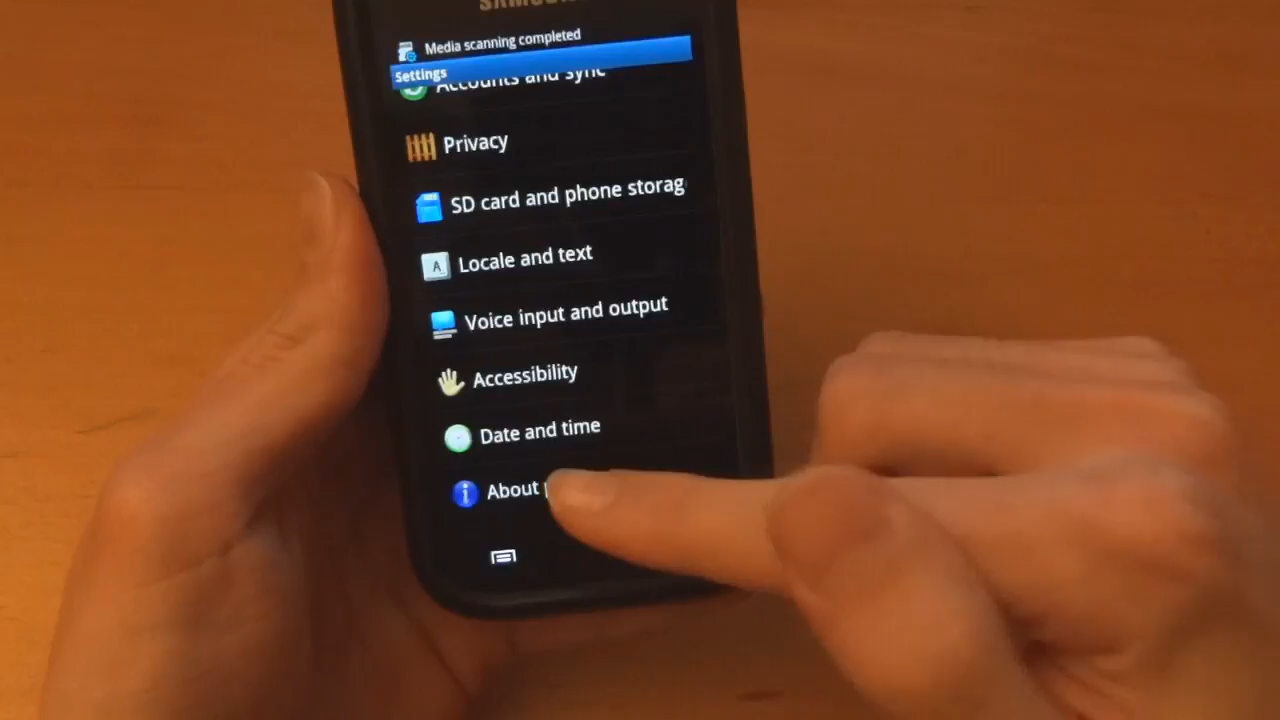 SAMSUNG
Media scanning completed
Settings
Accounts and sync
Privacy
SD card and phone storag
A
Locale and text
Voice input and output
Accessibility
Date and time
i
About